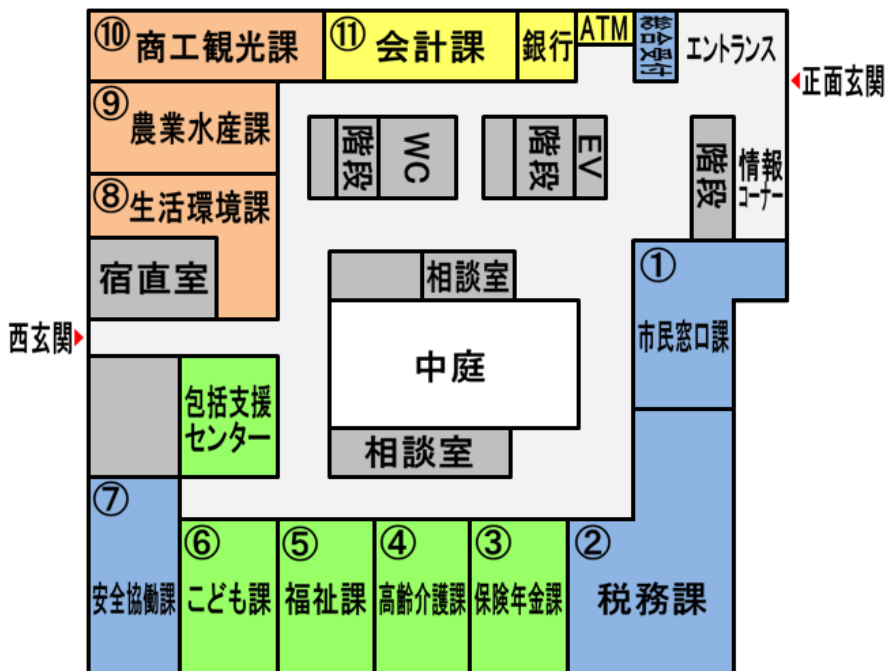 ⑩ 商工観光課
⑪ 会計課
銀行
ATM
総合受付
エントランス
正面玄関
⑨
農業水産課
階段
WC
階段
EV
階段
情報
コーナー
⑧ 生活環境課
宿直室
相談室
①
市民窓口課
西玄関
中庭
包括支援
センター
相談室
⑦
安全協働課
⑥
こども課
⑤
福祉課
④
高齢介護課
③
保険年金課
②
税務課